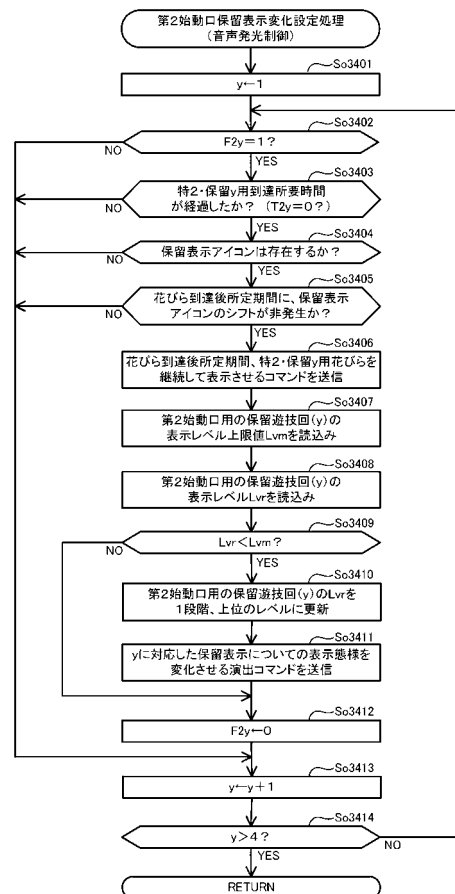 第2始動口保留表示変化設定処理
(音声発光制御)
So3401
y←1
So3402
F2y=1?
NO
YES
So3403
特2・保留y用到達所要時間
が経過したか? (T2y=0?)
NO
YES
So3404
保留表示アイコンは存在するか?
NO
YES
So3405
花びら到達後所定期間に、保留表示
アイコンのシフトが非発生か?
NO
YES
So3406
花びら到達後所定期間、特2・保留y用花びらを
継続して表示させるコマンドを送信
So3407
第2始動口用の保留遊技回(y)の
表示レベル上限値Lvmを読込み
So3408
第2始動口用の保留遊技回(y)の
表示レベルLvrを読込み
So3409
Lvr<Lvm?
NO
YES
So3410
第2始動口用の保留遊技回(y)のLvrを
1段階、上位のレベルに更新
So3411
yに対応した保留表示についての表示態様を
変化させる演出コマンドを送信
So3412
F2y←0
So3413
y←y+1
So3414
y>4?
NO
YES
RETURN